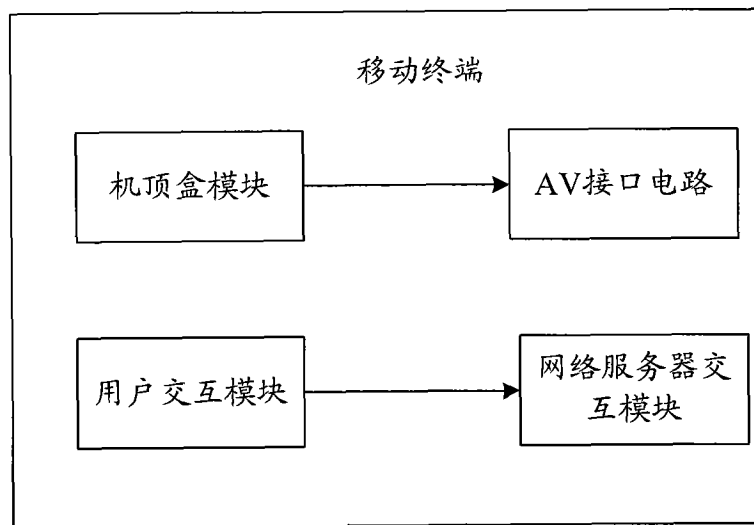 移动终端
机顶盒模块
AV接口电路
用户交互模块
网络服务器交
互模块